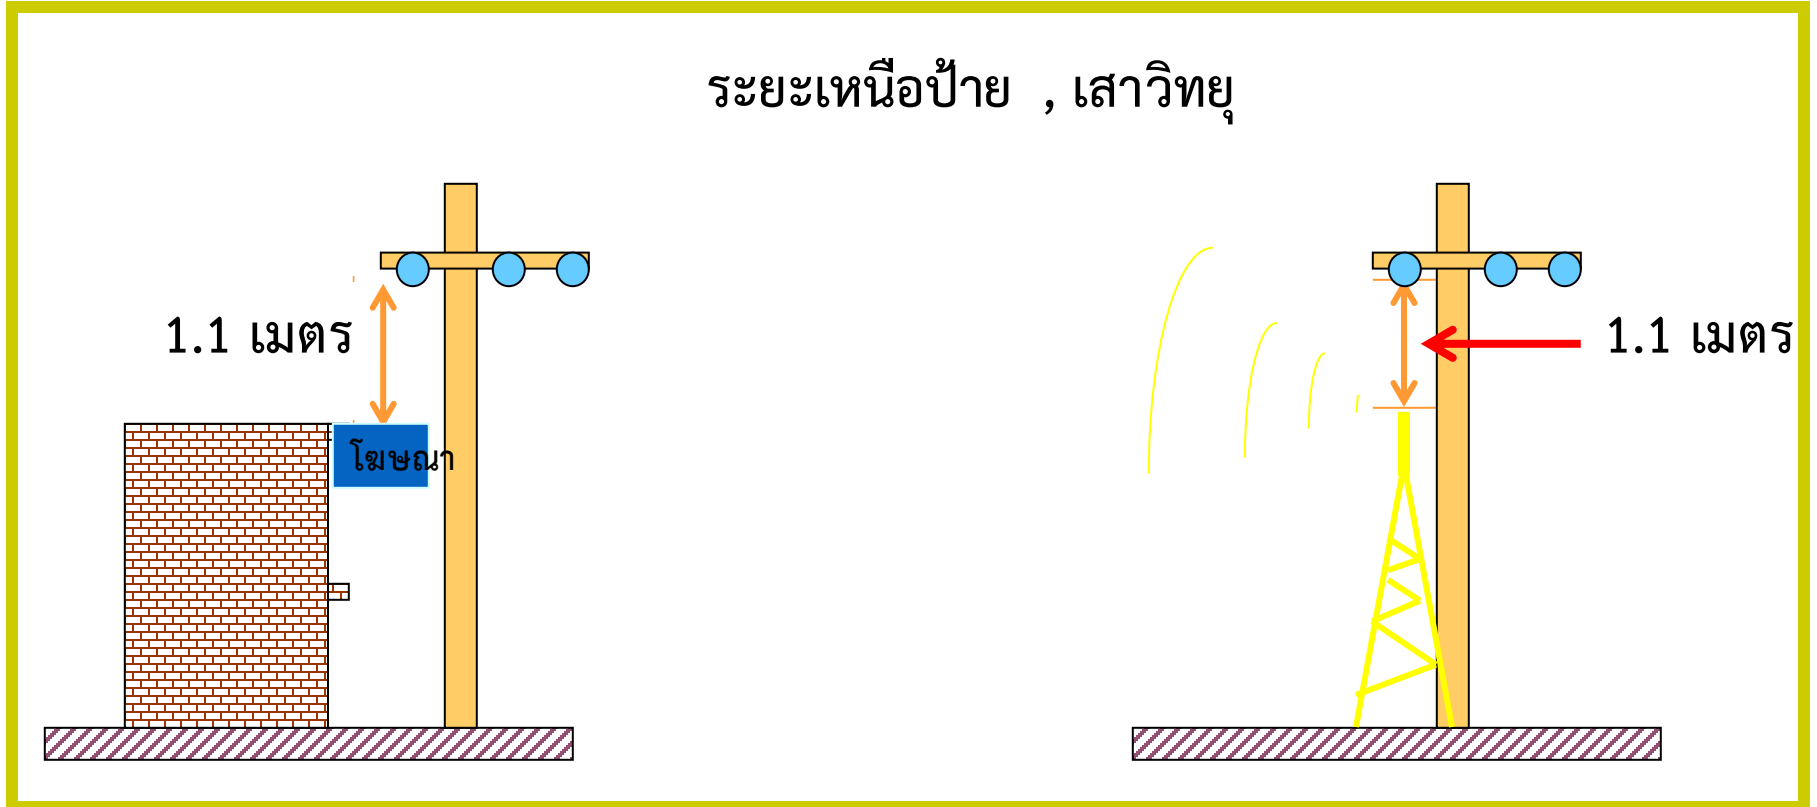 ระยะเหนือป้าย , เสาวิทยุ
1.1 เมตร
1.1 เมตร
โฆษณา